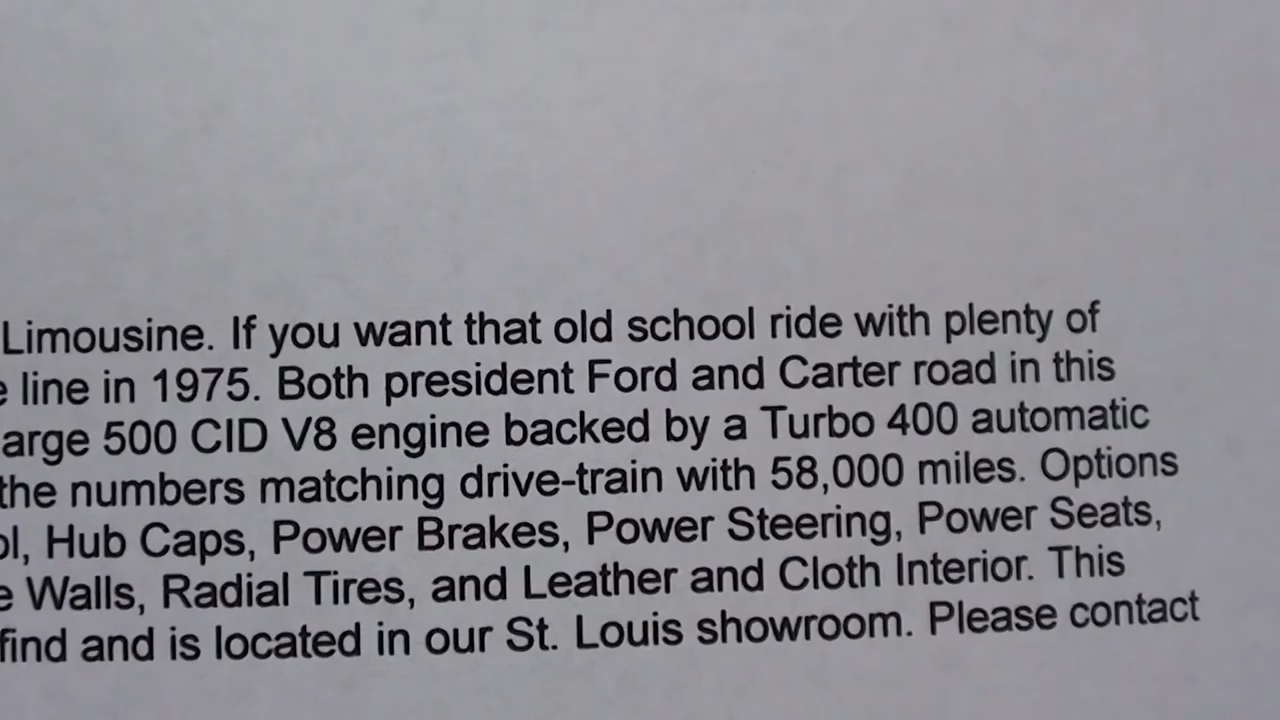 Limousine. If you want that old school ride with plenty of
line in 1975. Both president Ford and Carter road in this
arge 500 CID V8 engine backed by a Turbo 400 automatic
the numbers matching drive-train with 58,000 miles. Options
ol, Hub Caps, Power Brakes, Power Steering, Power Seats,
e Walls, Radial Tires, and Leather and Cloth Interior. This
find and is located in our St. Louis showroom. Please contact